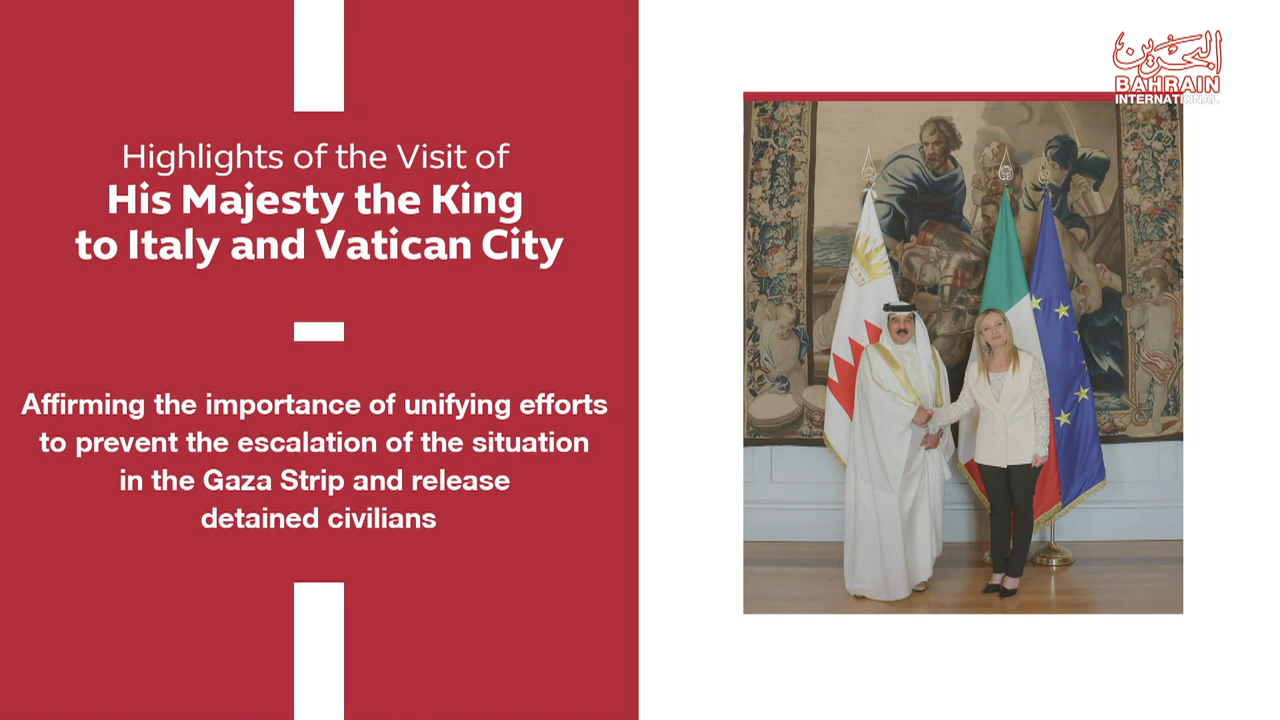 Highlights of the Visit of
His Majesty the King
to Italy and Vatican City
Affirming the importance of unifying efforts
to prevent the escalation of the situation
in the Gaza Strip and release
detained civilians
البحرين
BAHRAIN
INTERNATIONAL